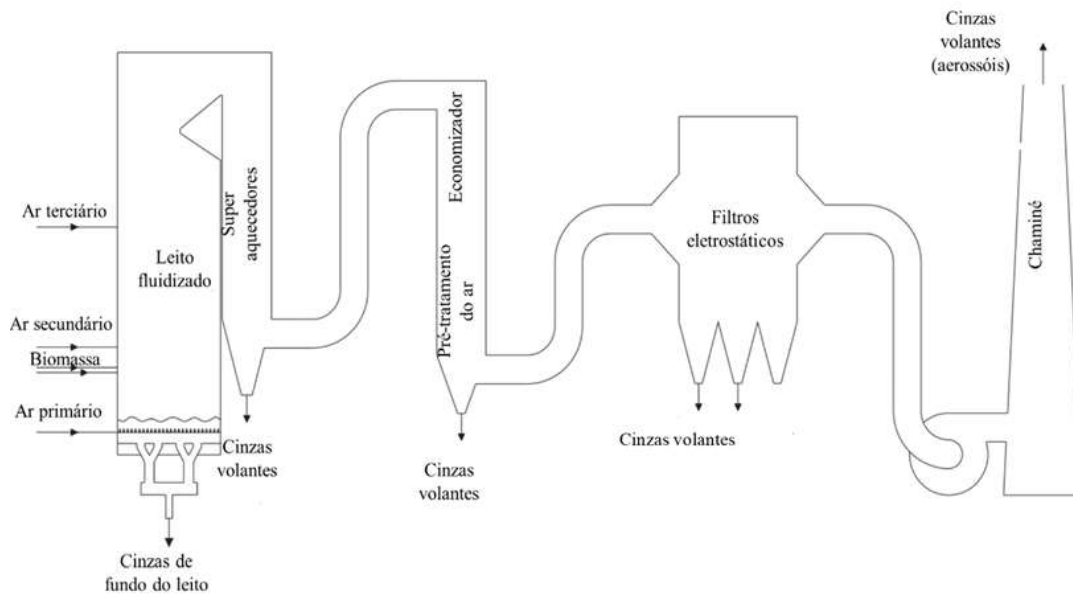 Cinzas
volantes
(aerossóis)
Ar terciário
Leito
fluidizado
Super
aquecedores
Economizador
Pré-tratamento
do ar
Filtros
eletrostáticos
Chaminé
Ar secundário
Biomassa
Ar primário
Cinzas
volantes
Cinzas
volantes
Cinzas volantes
Cinzas de
fundo do leito